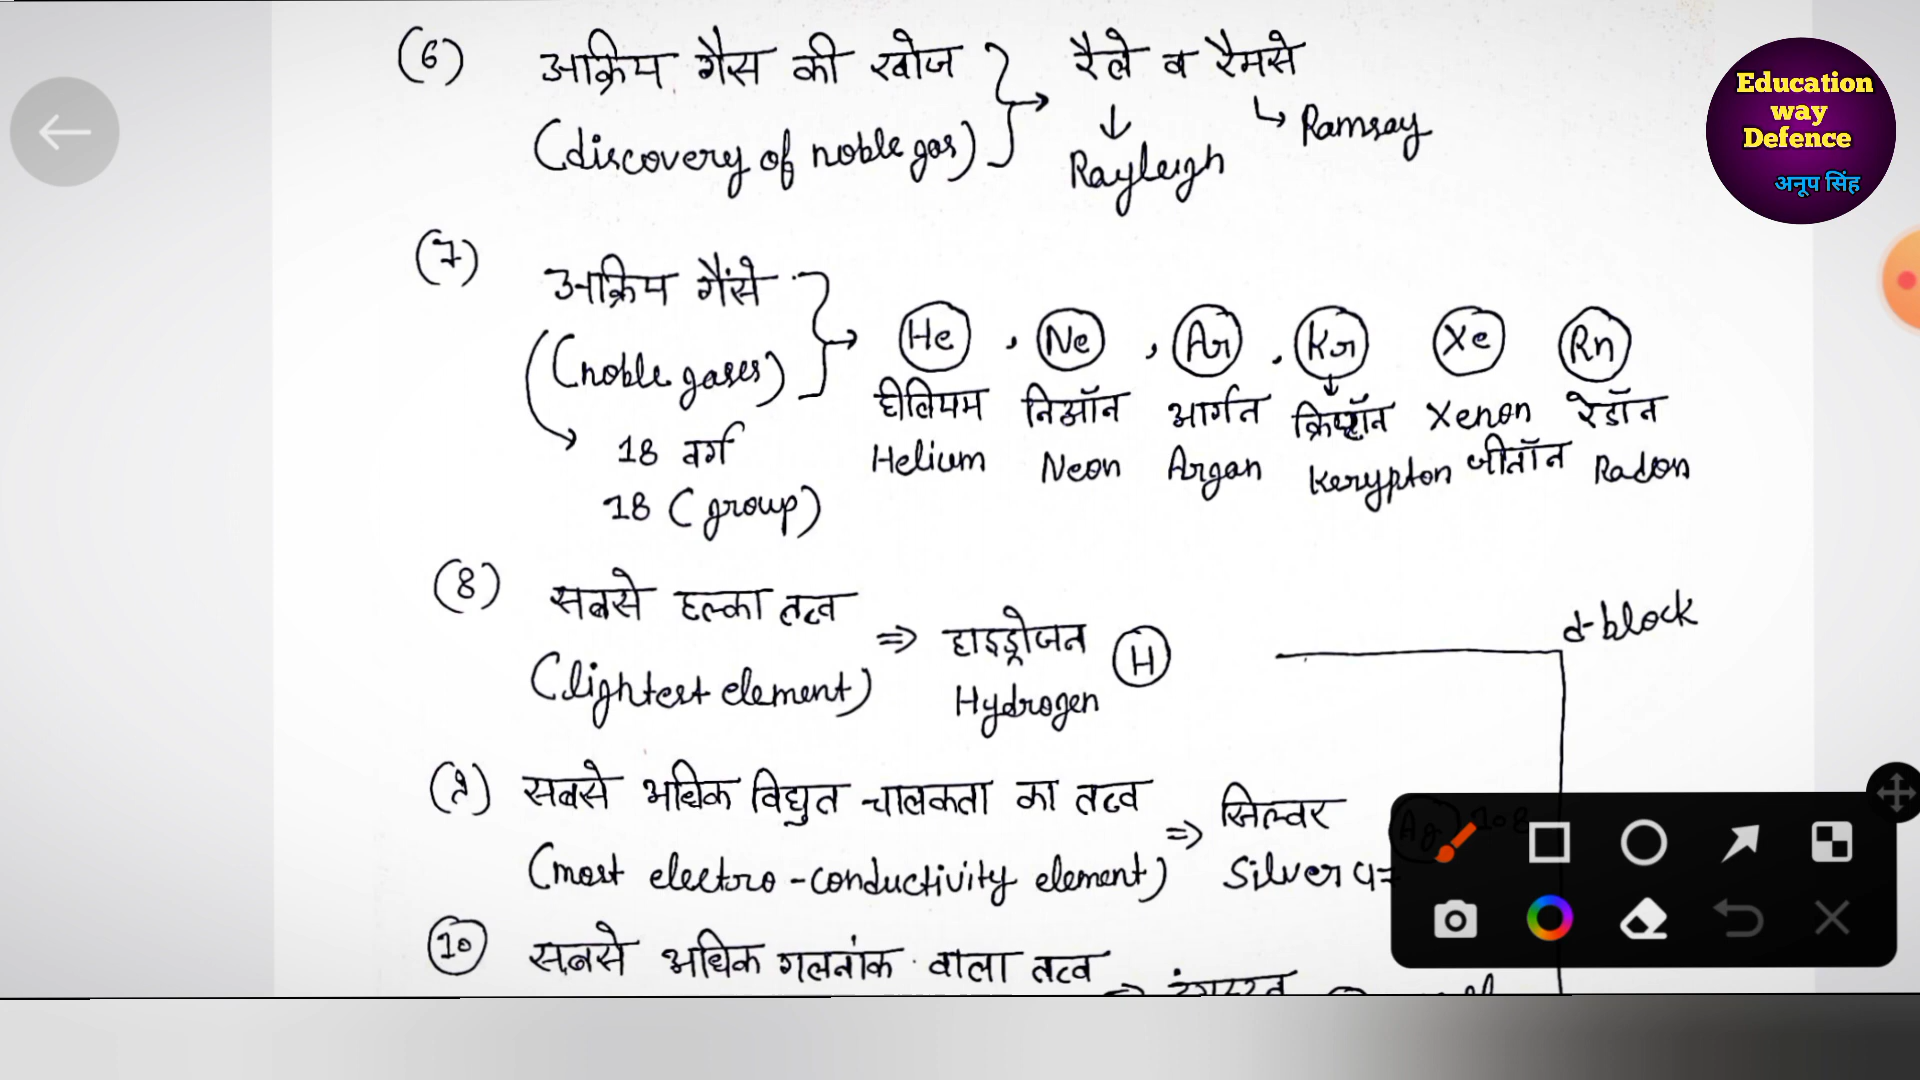 (6) अक्रिय गैस की खोज → रैले व रैमसे
(discovery of noble gas)
↓ Rayleigh
↳ Ramsay
(7) अक्रिय गैंसे
(noble gases)
→ He , Ne , Ar , Kr Xe Rn
हीलियम निऑन आर्गन क्रिप्टॉन Xenon रेडॉन
Helium Neon Argan Kerypton जीनॉन Radon
18 वर्ग
18 (group)
(8) सबसे हल्का तत्व ⇒ हाइड्रोजन H
(lightest element) Hydrogen
d-block
(9) सबसे अधिक विद्युत चालकता का तत्व ⇒ सिल्वर
(most electro-conductivity element) Silver 47
(10) सबसे अधिक गलनांक वाला तत्व
Education
way
Defence
अनूप सिंह